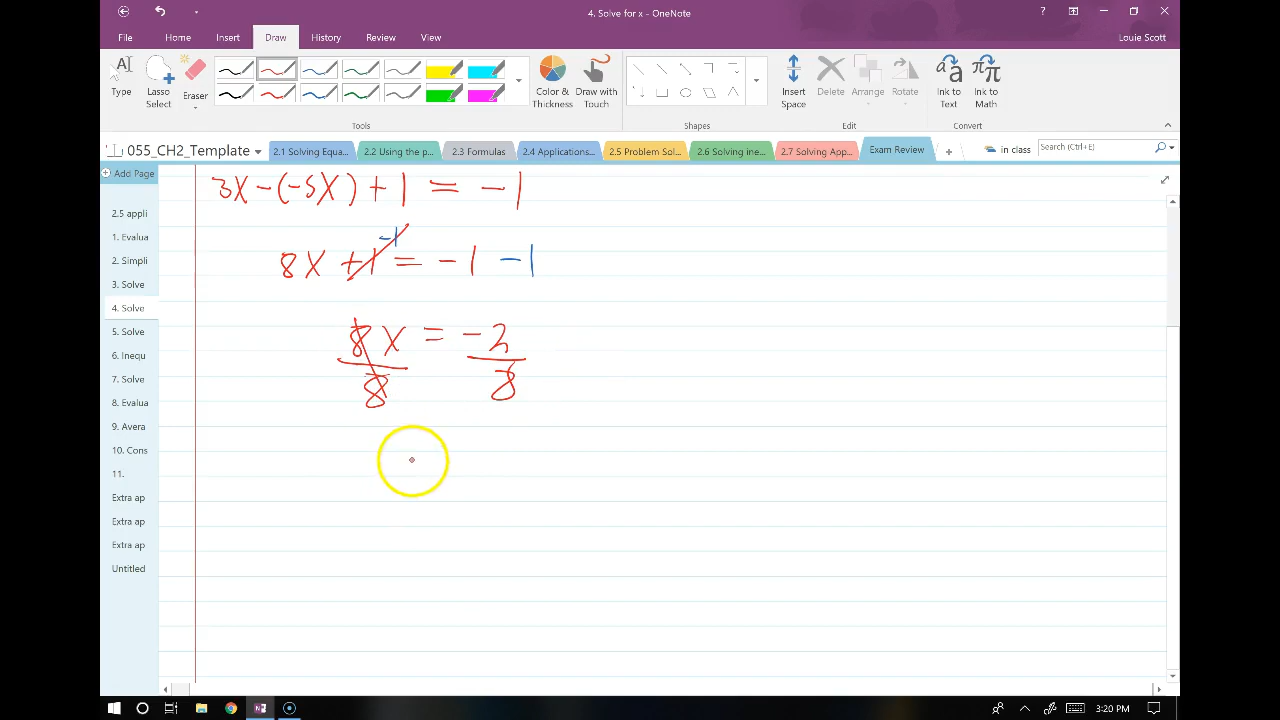 4. Solve for x - OneNote
?
File Home Insert Draw History Review View Louie Scott
Type Lasso Select Eraser Color & Thickness Draw with Touch Insert Space Delete Arrange Rotate Ink to Text Ink to Math
Tools Shapes Edit Convert
055_CH2_Template 2.1 Solving Equa... 2.2 Using the p... 2.3 Formulas 2.4 Applications... 2.5 Problem Sol... 2.6 Solving ine... 2.7 Solving App... Exam Review + in class Search (Ctrl+E)
Add Page
2.5 appli
1. Evalua
2. Simpli
3. Solve
4. Solve
5. Solve
6. Inequ
7. Solve
8. Evalua
9. Avera
10. Cons
11.
Extra ap
Extra ap
Extra ap
Untitled
3x - (-5x) + 1 = -1
-1
8x + 1 = -1 - 1
8x = -2
8 8
3:20 PM